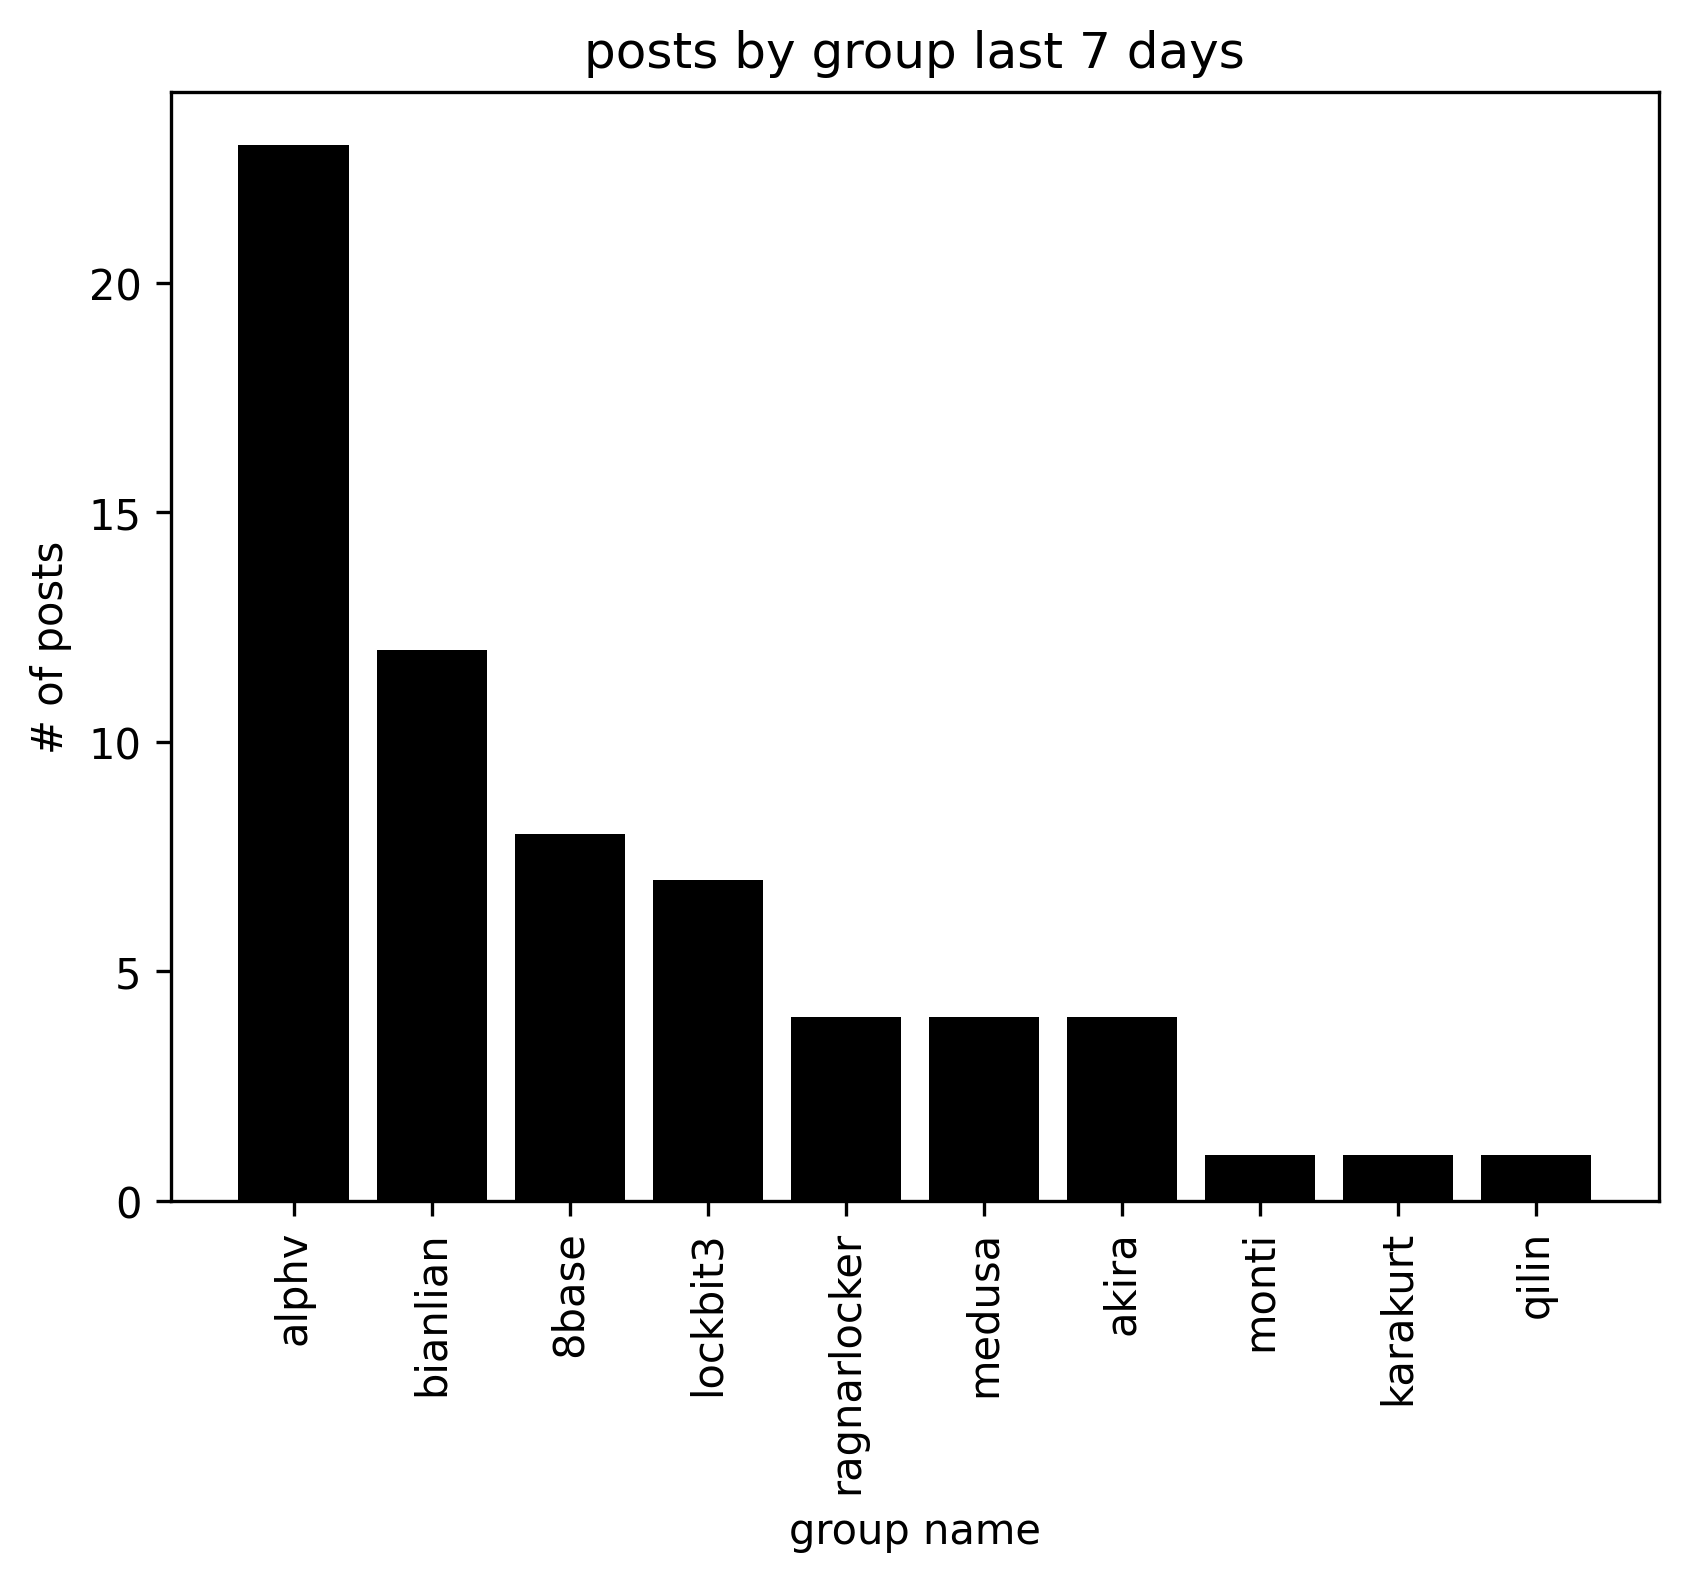 posts by group last 7 days
# of posts
20
15
10
5
0
alphv
bianlian
8base
lockbit3
ragnarlocker
medusa
akira
monti
karakurt
qilin
group name